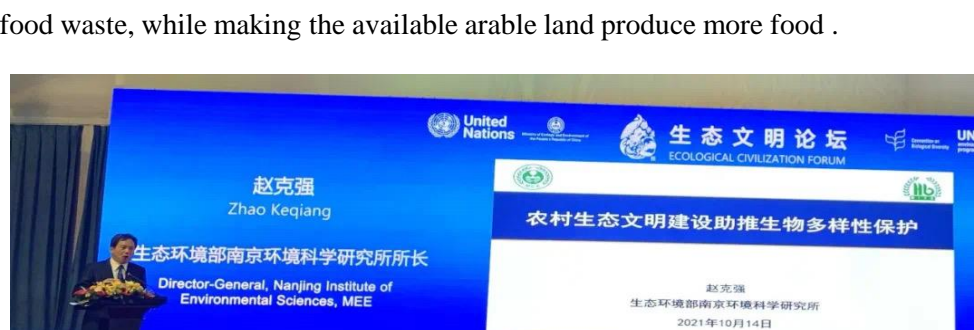 food waste, while making the available arable land produce more food .
United
Nations
生态文明论坛
ECOLOGICAL CIVILIZATION FORUM
赵克强
Zhao Keqiang
生态环境部南京环境科学研究所所长
Director-General, Nanjing Institute of
Environmental Sciences, MEE
农村生态文明建设助推生物多样性保护
赵克强
生态环境部南京环境科学研究所
2021年10月14日